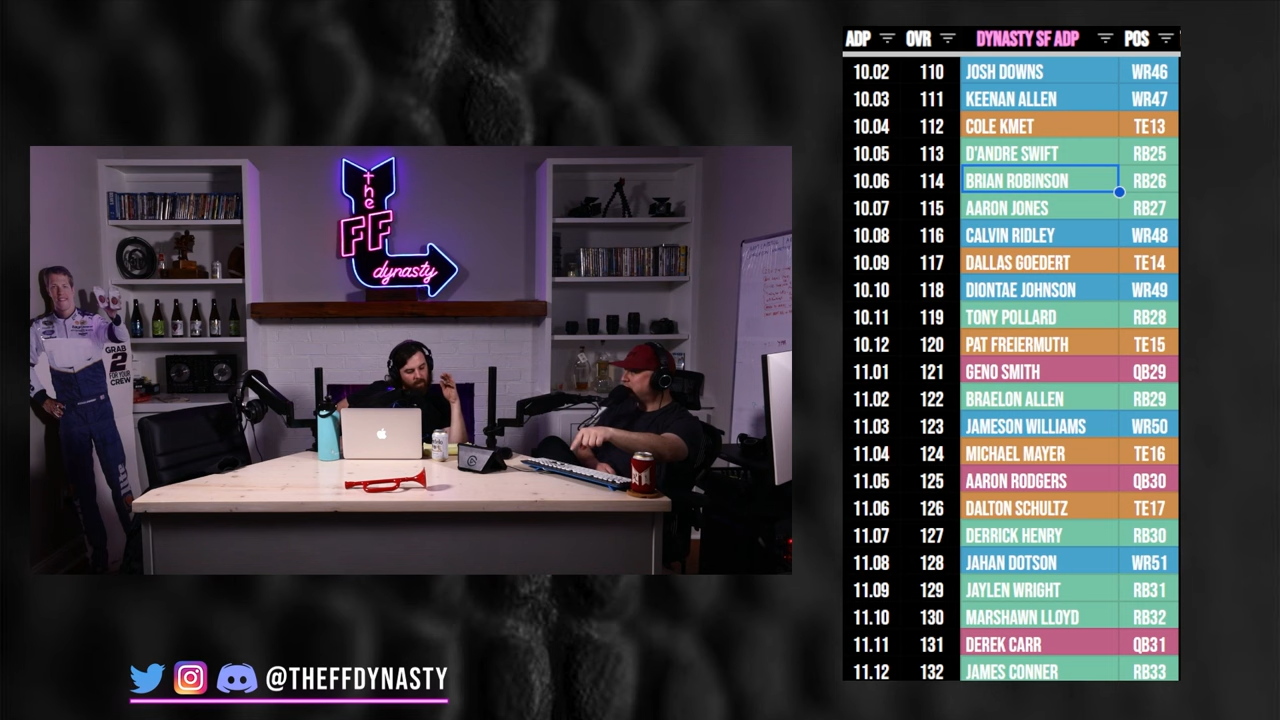 ADP OVR DYNASTY SF ADP POS
10.02 110 JOSH DOWNS WR46
10.03 111 KEENAN ALLEN WR47
10.04 112 COLE KMET TE13
10.05 113 D'ANDRE SWIFT RB25
10.06 114 BRIAN ROBINSON RB26
10.07 115 AARON JONES RB27
10.08 116 CALVIN RIDLEY WR48
10.09 117 DALLAS GOEDERT TE14
10.10 118 DIONTAE JOHNSON WR49
10.11 119 TONY POLLARD RB28
10.12 120 PAT FREIERMUTH TE15
11.01 121 GENO SMITH QB29
11.02 122 BRAELON ALLEN RB29
11.03 123 JAMESON WILLIAMS WR50
11.04 124 MICHAEL MAYER TE16
11.05 125 AARON RODGERS QB30
11.06 126 DALTON SCHULTZ TE17
11.07 127 DERRICK HENRY RB30
11.08 128 JAHAN DOTSON WR51
11.09 129 JAYLEN WRIGHT RB31
11.10 130 MARSHAWN LLOYD RB32
11.11 131 DEREK CARR QB31
11.12 132 JAMES CONNER RB33
the
FF
dynasty
GRAB
2
FOR YOUR
CREW
@THEFFDYNASTY